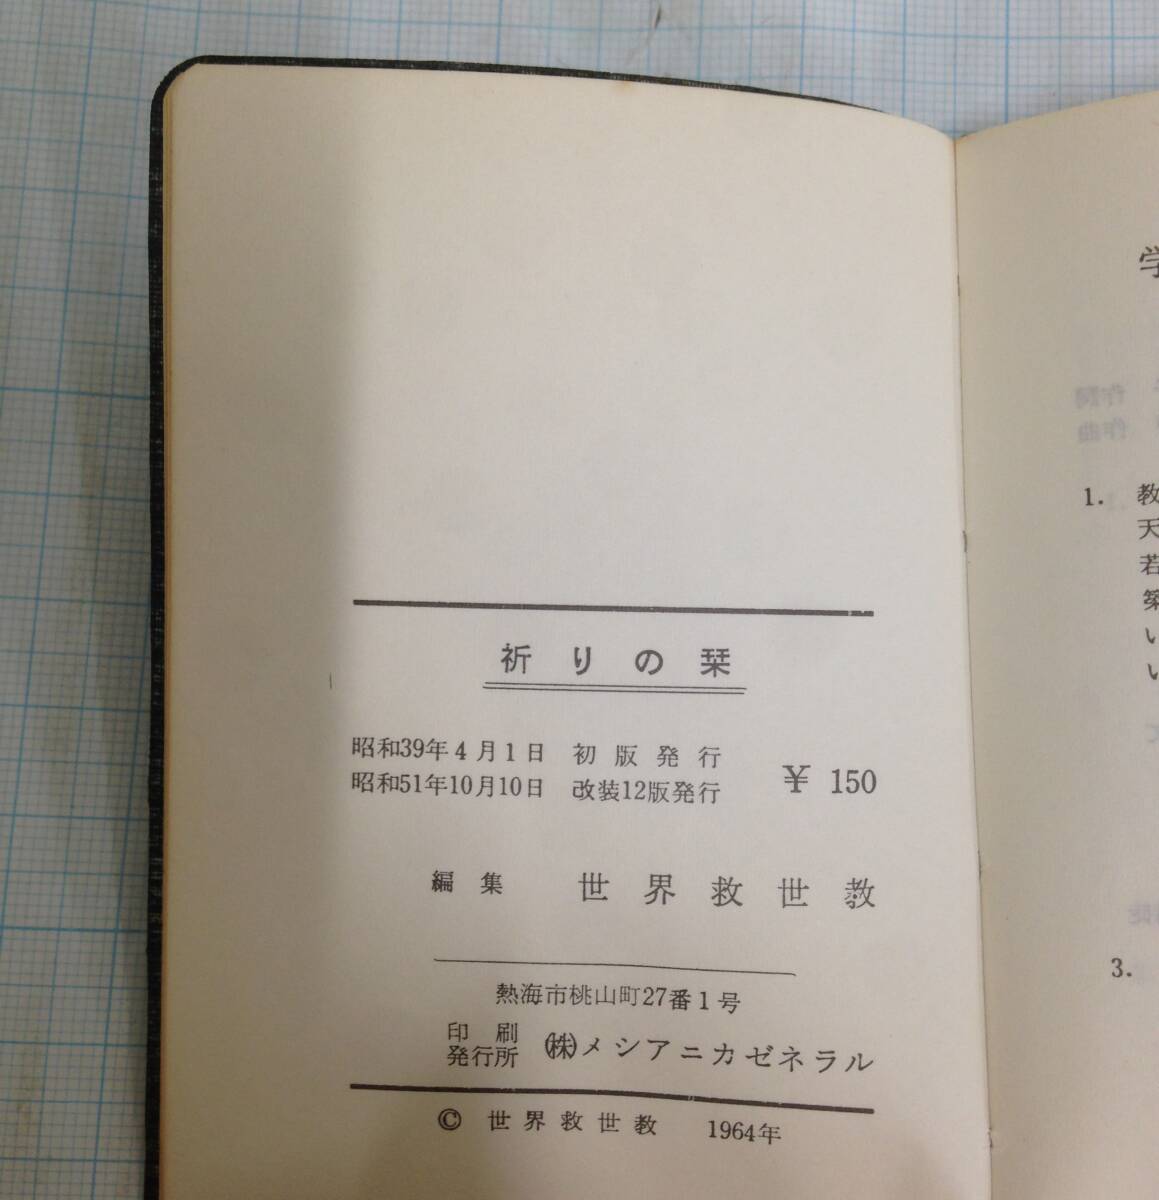 祈りの栞
昭和39年4月1日 初版発行
昭和51年10月10日 改装12版発行
¥ 150
編集 世界救世教
熱海市桃山町27番1号
印刷
発行所 ㈱メシアニカゼネラル
© 世界救世教 1964年
学
1. 教
天
若
築
い
い
3.